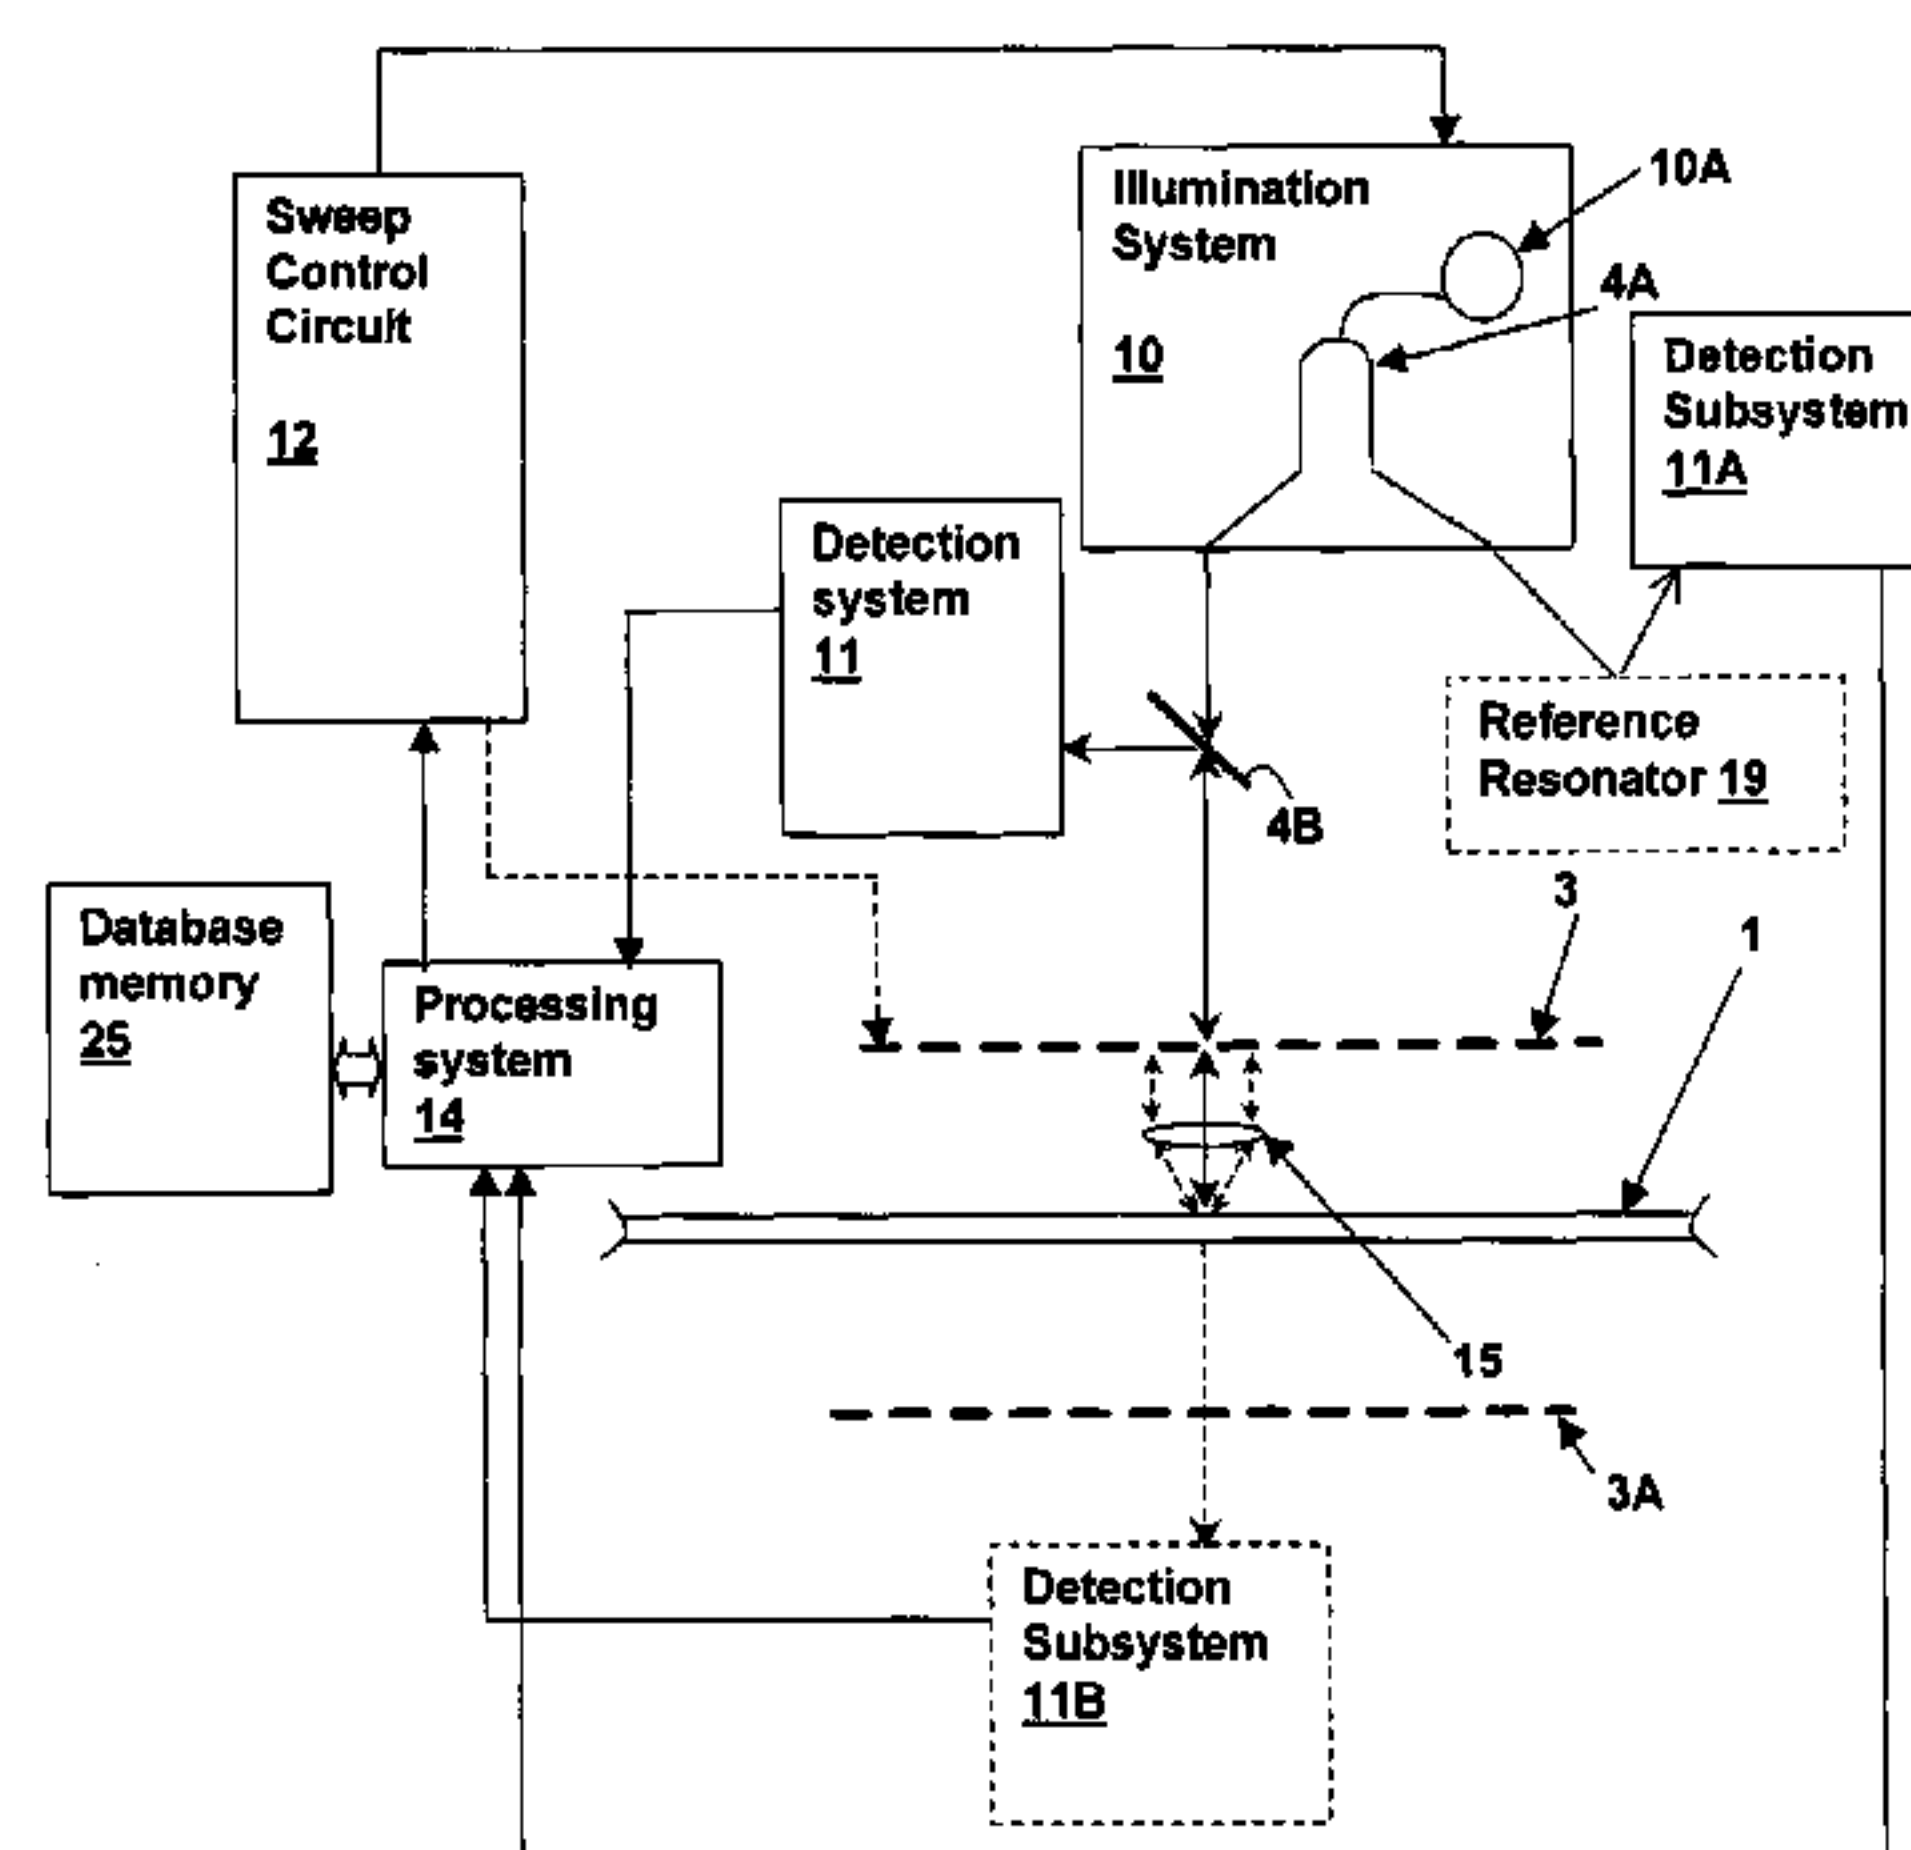 Sweep
Control
Circuit
12
Illumination
System
10
10A
4A
Detection
Subsystem
11A
Detection
system
11
4B
Reference
Resonator 19
3
1
Database
memory
25
Processing
system
14
15
3A
Detection
Subsystem
11B